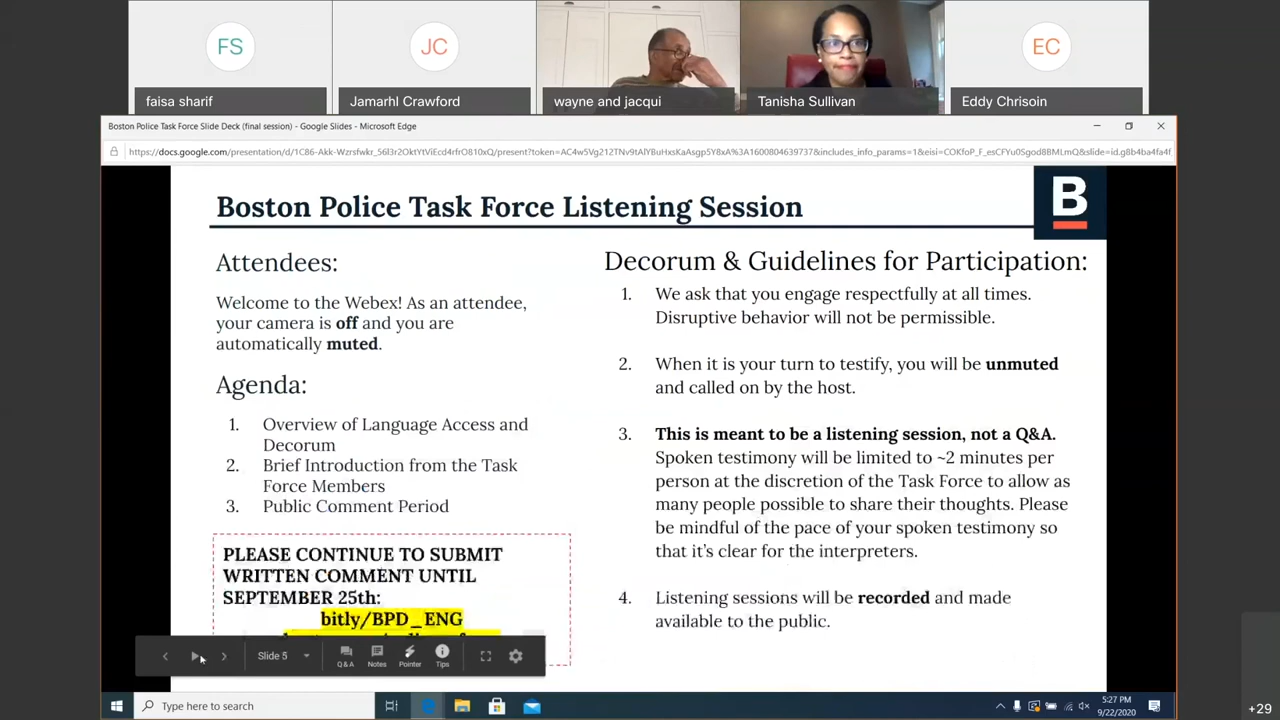 FS
JC
EC
faisa sharif
Jamarhl Crawford
wayne and jacqui
Tanisha Sullivan
Eddy Chrisoin
Boston Police Task Force Slide Deck (final session) - Google Slides - Microsoft Edge
Boston Police Task Force Listening Session
B
Attendees:
Welcome to the Webex! As an attendee,
your camera is off and you are
automatically muted.
Agenda:
1. Overview of Language Access and
Decorum
2. Brief Introduction from the Task
Force Members
3. Public Comment Period
PLEASE CONTINUE TO SUBMIT
WRITTEN COMMENT UNTIL
SEPTEMBER 25th:
bitly/BPD_ENG
Decorum & Guidelines for Participation:
1. We ask that you engage respectfully at all times.
Disruptive behavior will not be permissible.
2. When it is your turn to testify, you will be unmuted
and called on by the host.
3. This is meant to be a listening session, not a Q&A.
Spoken testimony will be limited to ~2 minutes per
person at the discretion of the Task Force to allow as
many people possible to share their thoughts. Please
be mindful of the pace of your spoken testimony so
that it's clear for the interpreters.
4. Listening sessions will be recorded and made
available to the public.
Slide 5
Q&A
Notes
Pointer
Tips
Type here to search
5:27 PM
9/22/2020
+29